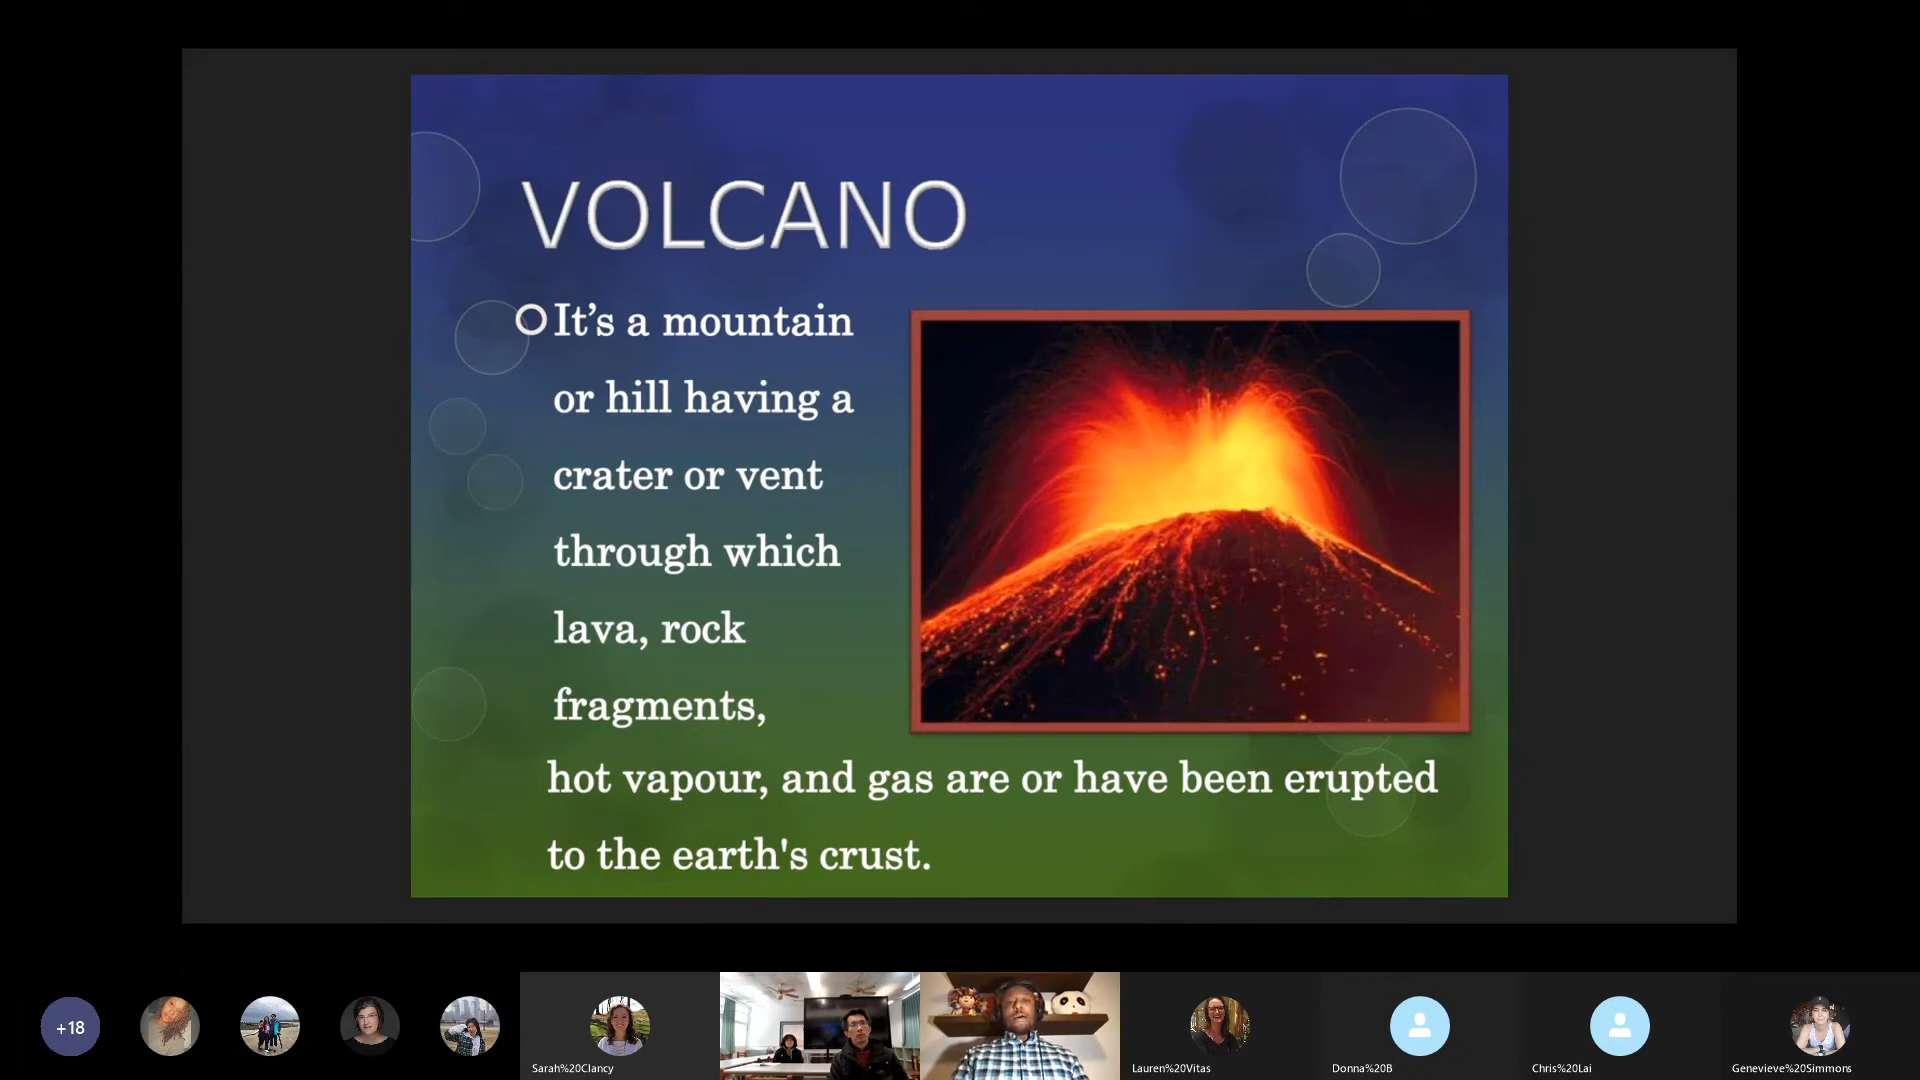 VOLCANO
It’s a mountain
or hill having a
crater or vent
through which
lava, rock
fragments,
hot vapour, and gas are or have been erupted
to the earth's crust.
+18
Sarah%20Clancy
Lauren%20Vitas
Donna%20B
Chris%20Lai
Genevieve%20Simmons